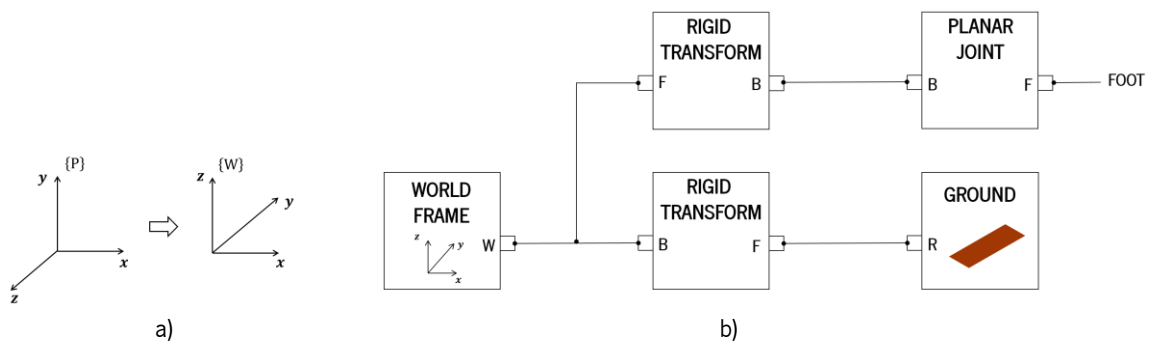 {P}
y
x
z
{W}
z
y
x
a)
RIGID
TRANSFORM
F
B
PLANAR
JOINT
B
F
FOOT
WORLD
FRAME
z
y
x
W
RIGID
TRANSFORM
B
F
GROUND
R
b)